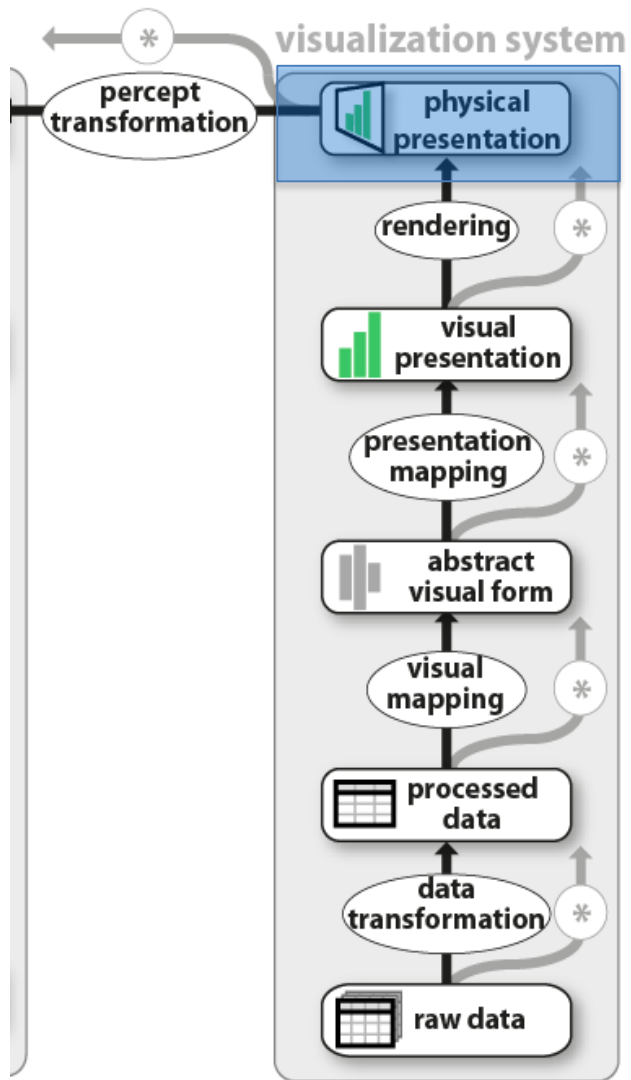 *
visualization system
percept
transformation
physical
presentation
rendering
*
visual
presentation
presentation
mapping
*
abstract
visual form
visual
mapping
*
processed
data
data
transformation
*
raw data